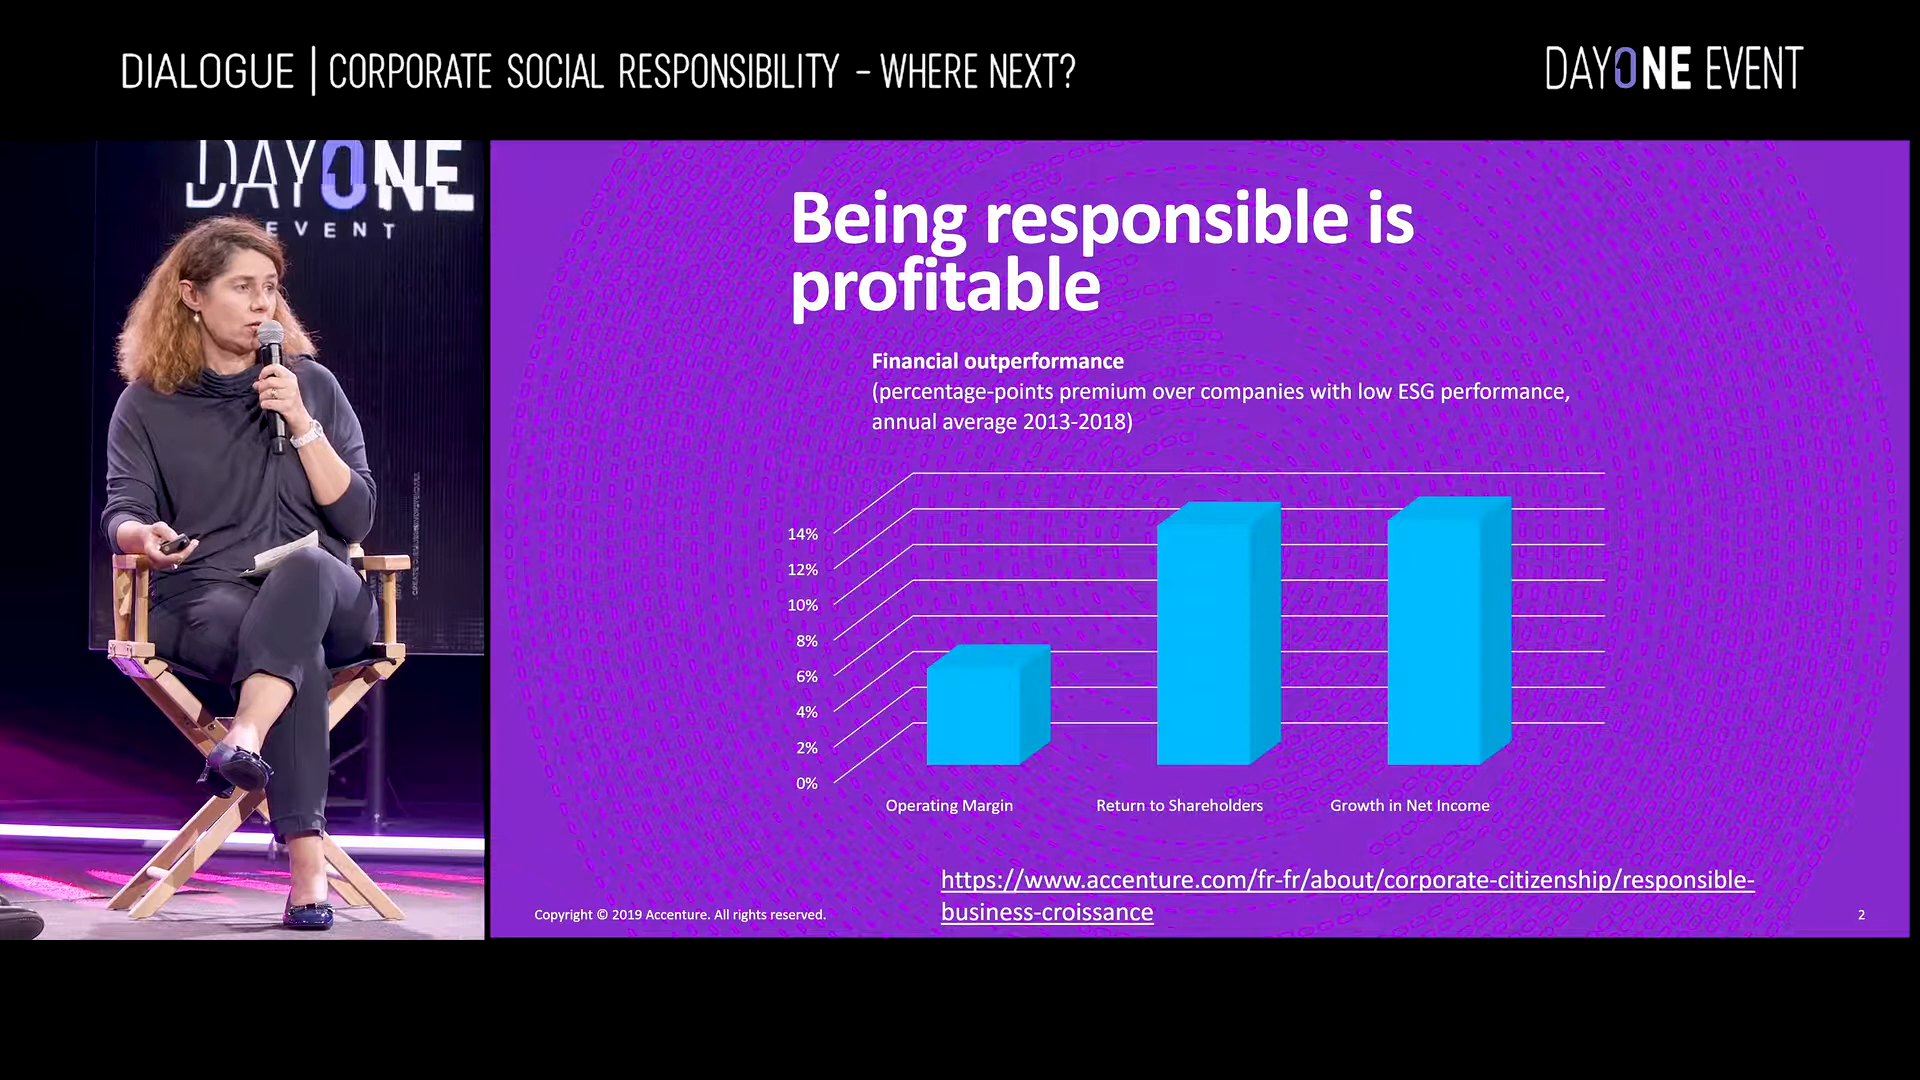 DIALOGUE | CORPORATE SOCIAL RESPONSIBILITY – WHERE NEXT?
DAYONE EVENT
DAYONE
EVENT
Being responsible is
profitable
Financial outperformance
(percentage-points premium over companies with low ESG performance,
annual average 2013-2018)
14%
12%
10%
8%
6%
4%
2%
0%
Operating Margin
Return to Shareholders
Growth in Net Income
https://www.accenture.com/fr-fr/about/corporate-citizenship/responsible-
business-croissance
Copyright © 2019 Accenture. All rights reserved.
2